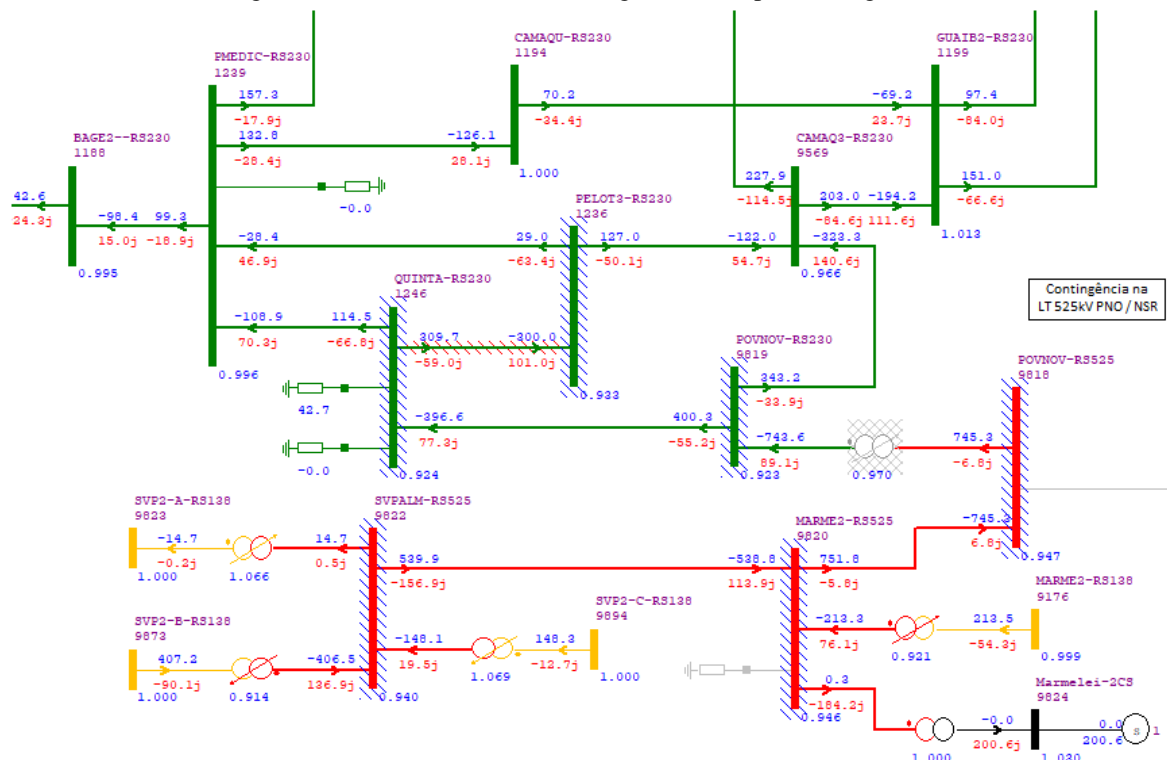 CAMAQU-RS230
1194
GUAIB2-RS230
1199
PMEDIC-RS230
1239
157.3
-17.9j
70.2
-34.4j
-69.2
23.7j
97.4
-84.0j
BAGE2--RS230
1188
132.8
-28.4j
-126.1
28.1j
CAMAQ3-RS230
9569
1.000
42.6
24.3j
-98.4
15.0j
99.3
-18.9j
-0.0
227.9
-114.5j
203.0
-84.6j
-194.2
111.6j
151.0
-66.6j
PELOT3-RS230
1236
1.013
-28.4
46.9j
29.0
-63.4j
127.0
-50.1j
-122.0
54.7j
-323.3
140.6j
0.995
0.966
QUINTA-RS230
1246
Contingência na
LT 525kV PNO / NSR
-108.9
70.3j
114.5
-66.8j
309.7
-59.0j
-300.0
101.0j
POVNOV-RS230
9819
POVNOV-RS525
9818
0.996
42.7
0.933
343.2
-33.9j
-396.6
77.3j
400.3
-55.2j
-743.6
89.1j
745.3
-6.8j
-0.0
0.924
0.923
0.970
SVP2-A-RS138
9823
SVPALM-RS525
9822
MARME2-RS525
9820
-14.7
-0.2j
14.7
0.5j
-745.3
6.8j
1.000
1.066
539.9
-156.9j
-538.8
113.9j
751.8
-5.8j
0.947
MARME2-RS138
9176
SVP2-B-RS138
9873
SVP2-C-RS138
9894
407.2
-90.1j
-406.5
136.9j
-148.1
19.5j
148.3
-12.7j
-213.3
76.1j
213.5
-54.3j
1.000
0.914
0.940
1.069
1.000
0.921
0.999
Marmelei-2CS
9824
0.3
-184.2j
0.946
-0.0
200.6j
0.0
200.6
S
1
1.000
1.030